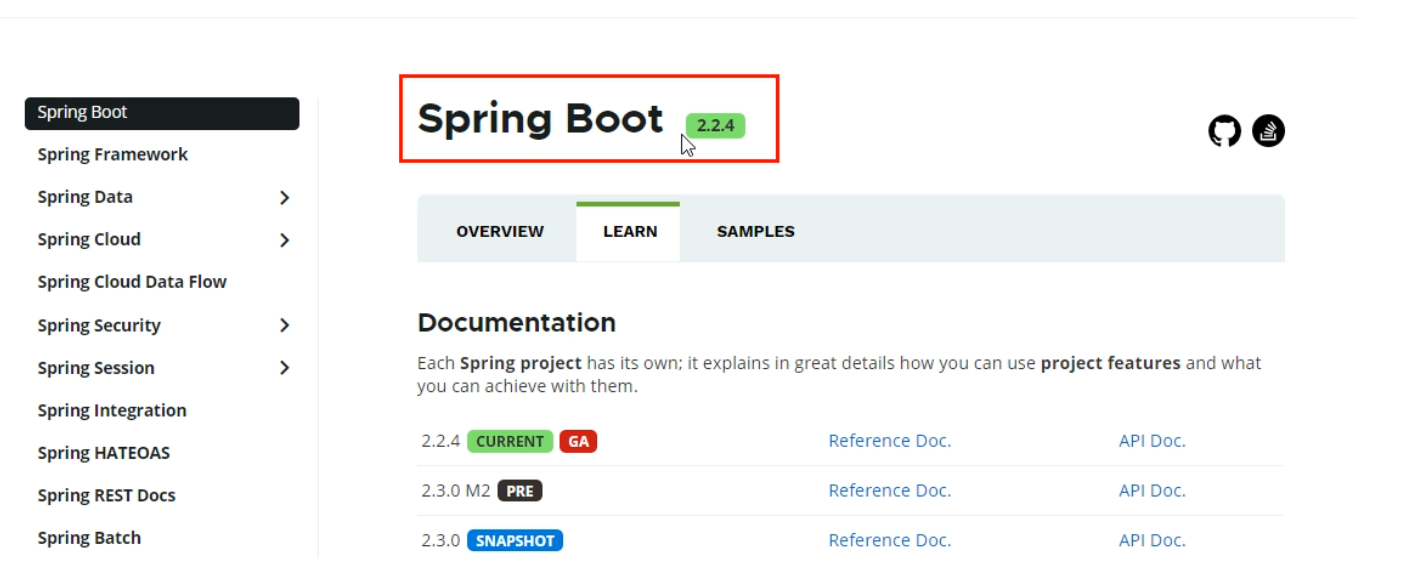 Spring Boot
Spring Framework
Spring Data
Spring Cloud
Spring Cloud Data Flow
Spring Security
Spring Session
Spring Integration
Spring HATEOAS
Spring REST Docs
Spring Batch
Spring Boot 2.2.4
OVERVIEW LEARN SAMPLES
Documentation
Each Spring project has its own; it explains in great details how you can use project features and what
you can achieve with them.
2.2.4 CURRENT GA Reference Doc. API Doc.
2.3.0 M2 PRE Reference Doc. API Doc.
2.3.0 SNAPSHOT Reference Doc. API Doc.